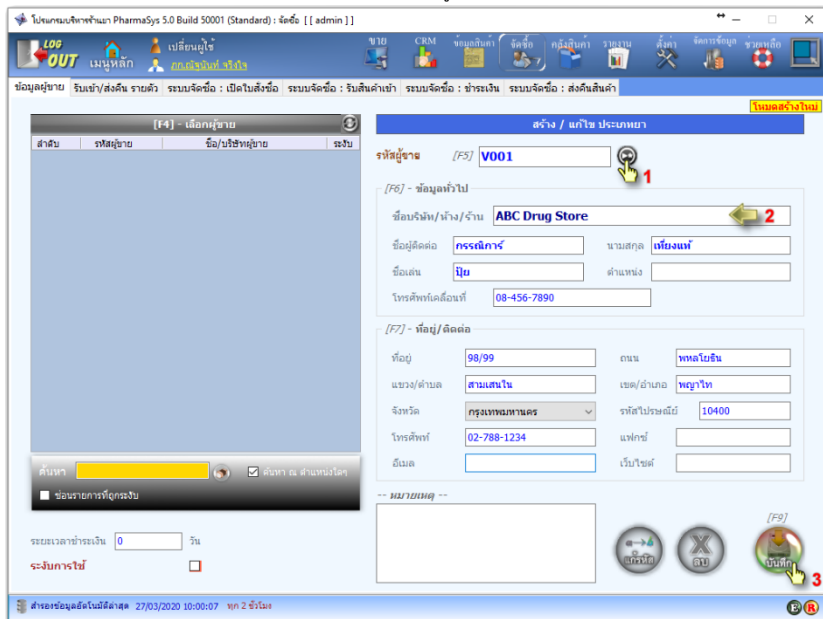 โปรแกรมบริหารร้านยา PharmaSys 5.0 Build 50001 (Standard) : จัดซื้อ [[ admin ]]
LOG OUT
เมนูหลัก
เปลี่ยนผู้ใช้
ขาย
CRM
ข้อมูลสินค้า
จัดซื้อ
คลังสินค้า
รายงาน
ตั้งค่า
จัดการข้อมูล
ช่วยเหลือ
ข้อมูลผู้ขาย
รับเข้า/ส่งคืน รายตัว
ระบบจัดซื้อ : เปิดใบสั่งซื้อ
ระบบจัดซื้อ : รับสินค้าเข้า
ระบบจัดซื้อ : ชำระเงิน
ระบบจัดซื้อ : ส่งคืนสินค้า
โหมดสร้างใหม่
[F4] - เลือกผู้ขาย
สร้าง / แก้ไข ประเภทยา
ลำดับ รหัสผู้ขาย ชื่อ/บริษัทผู้ขาย ระงับ
รหัสผู้ขาย [F5] V001
1
[F6] - ข้อมูลทั่วไป
ชื่อบริษัท/ห้าง/ร้าน ABC Drug Store
2
ชื่อผู้ติดต่อ กรรณิการ์ นามสกุล เที่ยงแท้
ชื่อเล่น ปุ้ย ตำแหน่ง
โทรศัพท์เคลื่อนที่ 08-456-7890
[F7] - ที่อยู่/ติดต่อ
ที่อยู่ 98/99 ถนน พหลโยธิน
แขวง/ตำบล สามเสนใน เขต/อำเภอ พญาไท
จังหวัด กรุงเทพมหานคร รหัสไปรษณีย์ 10400
โทรศัพท์ 02-788-1234 แฟกซ์
อีเมล เว็บไซต์
ค้นหา
ค้นหา ณ ตำแหน่งใดๆ
ซ่อนรายการที่ถูกระงับ
-- หมายเหตุ --
ระยะเวลาชำระเงิน 0 วัน
ระงับการใช้
[F9]
แก้รหัส
ลบ
บันทึก
3
สำรองข้อมูลอัตโนมัติล่าสุด 27/03/2020 10:00:07 ทุก 2 ชั่วโมง
E R